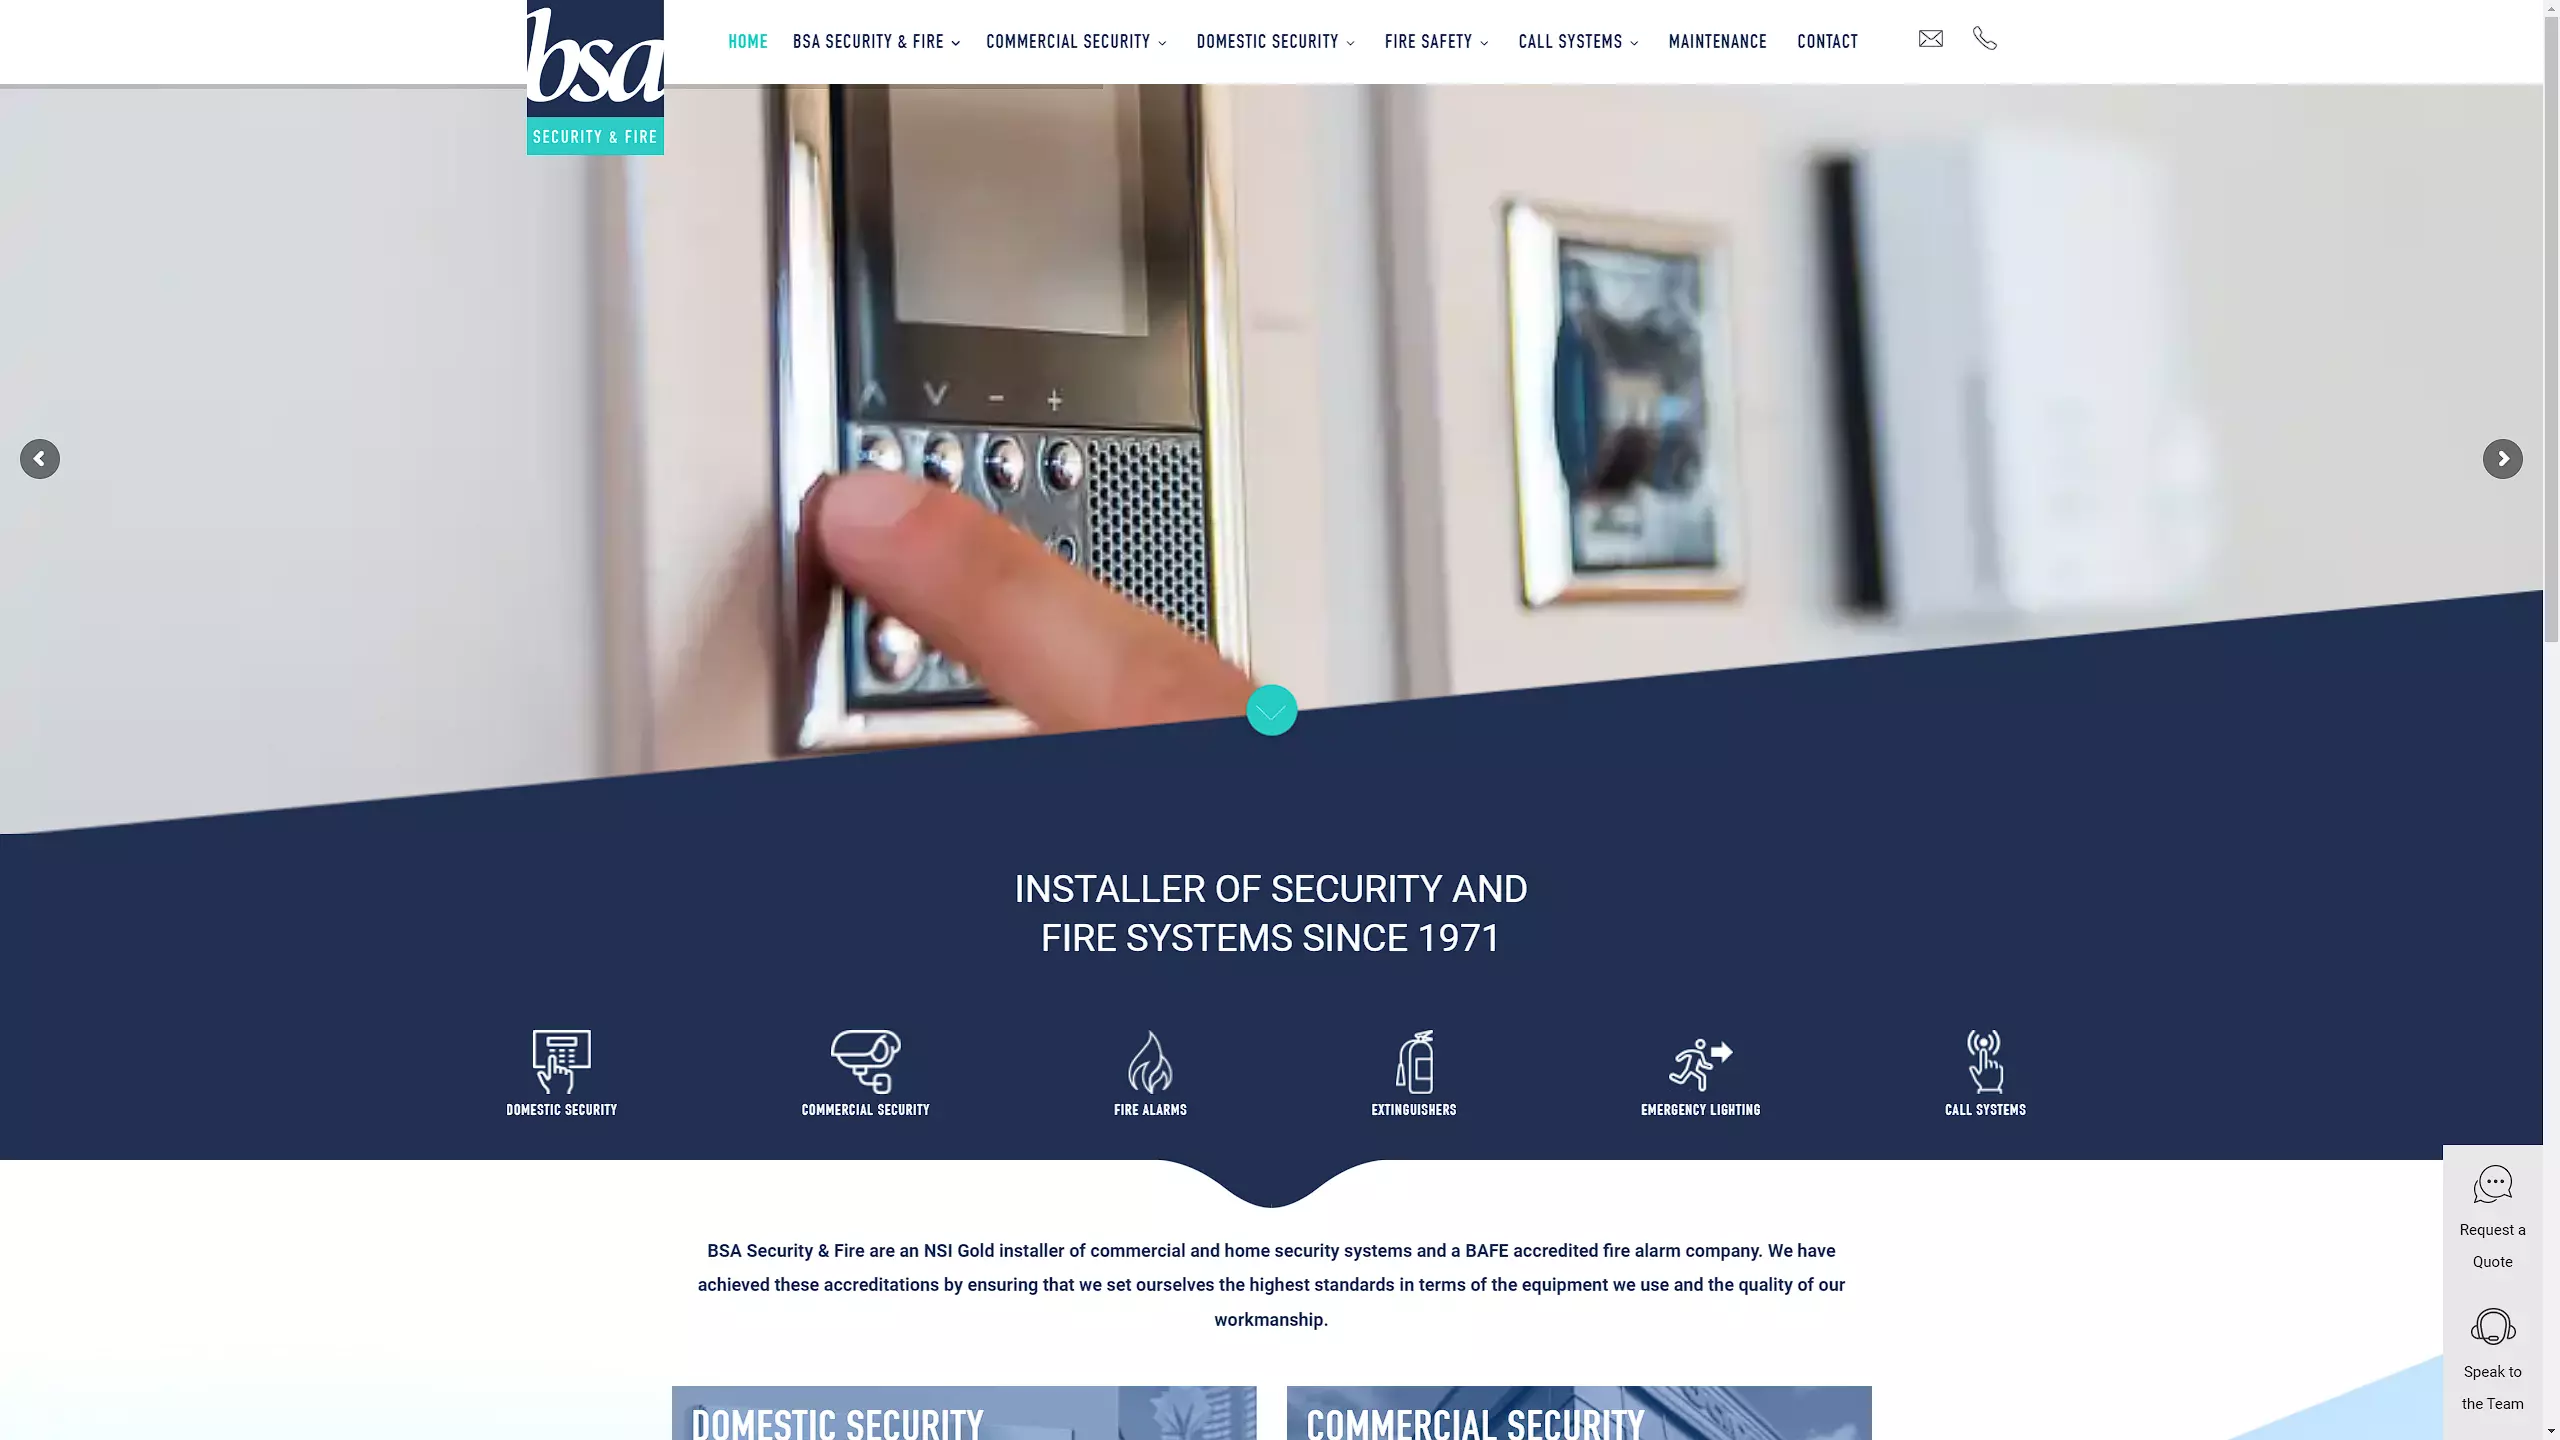 bsa
SECURITY & FIRE
HOME BSA SECURITY & FIRE COMMERCIAL SECURITY DOMESTIC SECURITY FIRE SAFETY CALL SYSTEMS MAINTENANCE CONTACT
INSTALLER OF SECURITY AND
FIRE SYSTEMS SINCE 1971
DOMESTIC SECURITY COMMERCIAL SECURITY FIRE ALARMS EXTINGUISHERS EMERGENCY LIGHTING CALL SYSTEMS
BSA Security & Fire are an NSI Gold installer of commercial and home security systems and a BAFE accredited fire alarm company. We have
achieved these accreditations by ensuring that we set ourselves the highest standards in terms of the equipment we use and the quality of our
workmanship.
Request a
Quote
Speak to
the Team
DOMESTIC SECURITY COMMERCIAL SECURITY